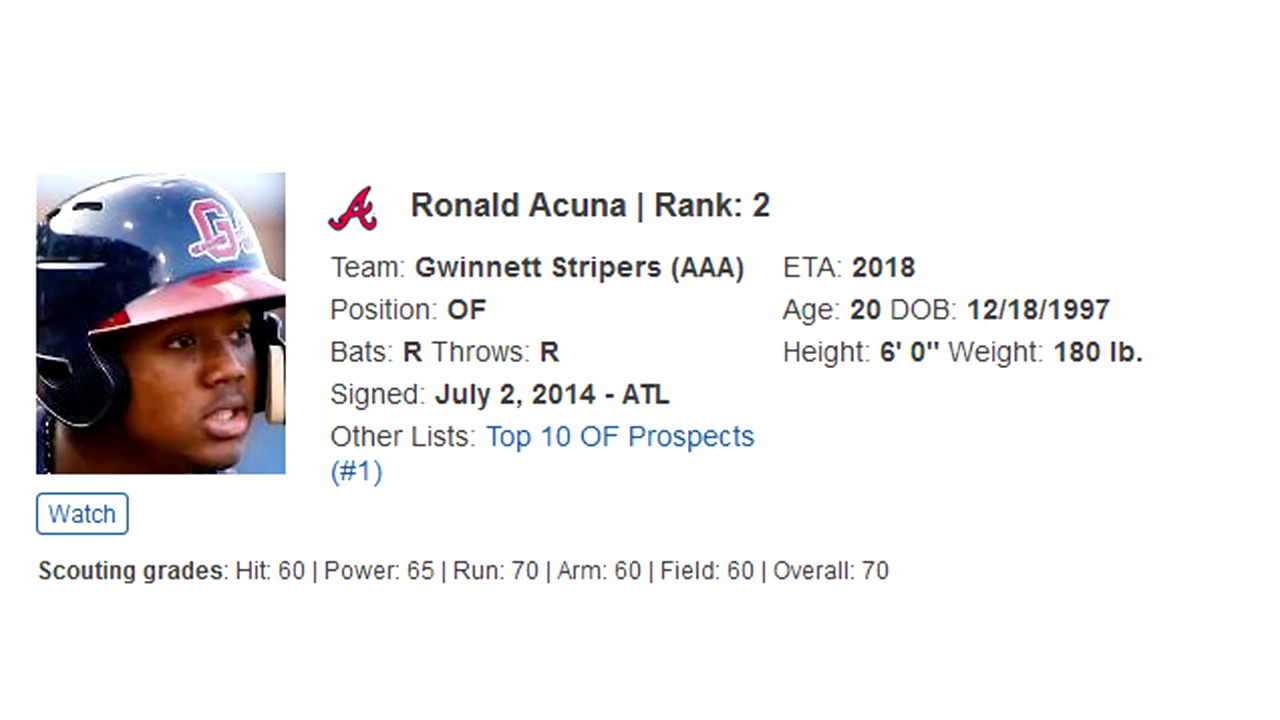 Ronald Acuna | Rank: 2
Team: Gwinnett Stripers (AAA) ETA: 2018
Position: OF Age: 20 DOB: 12/18/1997
Bats: R Throws: R Height: 6' 0" Weight: 180 lb.
Signed: July 2, 2014 - ATL
Other Lists: Top 10 OF Prospects
(#1)
Watch
Scouting grades: Hit: 60 | Power: 65 | Run: 70 | Arm: 60 | Field: 60 | Overall: 70